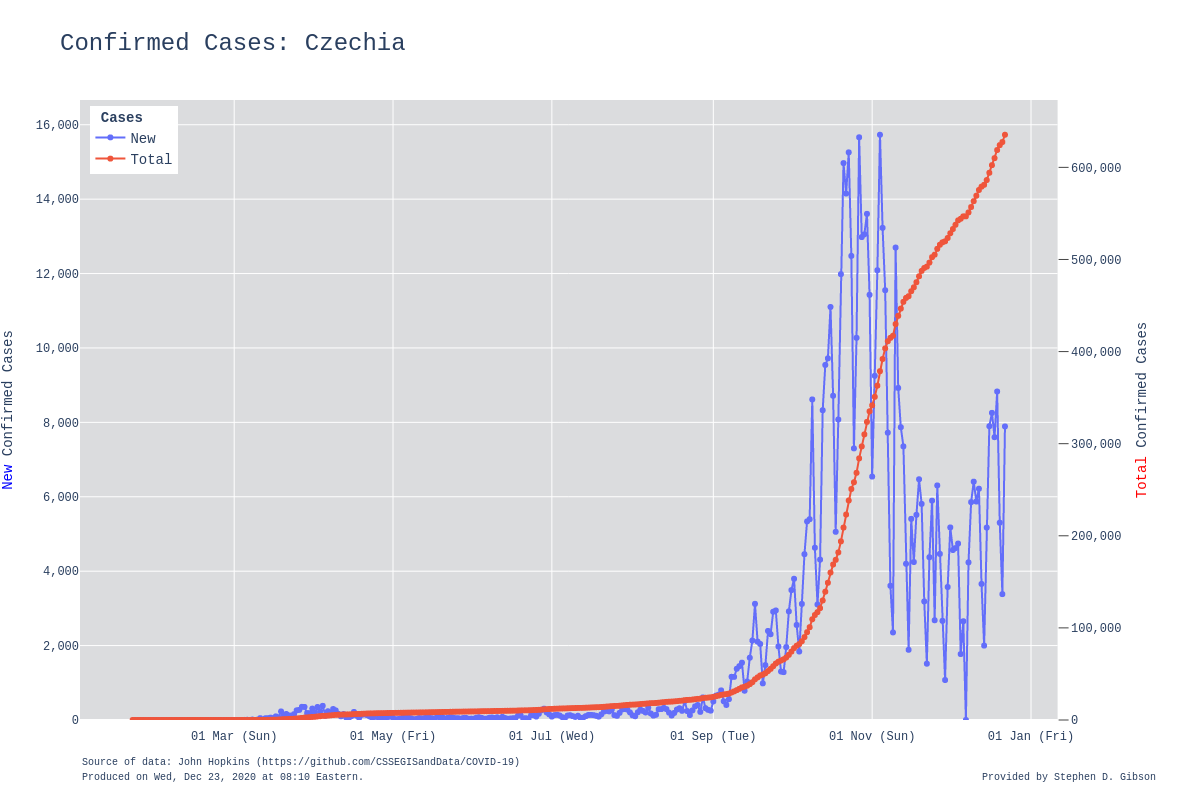 Confirmed Cases: Czechia
Cases
New
Total
16,000
14,000
12,000
10,000
8,000
6,000
4,000
2,000
0
New Confirmed Cases
600,000
500,000
400,000
300,000
200,000
100,000
0
Total Confirmed Cases
01 Mar (Sun)
01 May (Fri)
01 Jul (Wed)
01 Sep (Tue)
01 Nov (Sun)
01 Jan (Fri)
Source of data: John Hopkins (https://github.com/CSSEGISandData/COVID-19)
Produced on Wed, Dec 23, 2020 at 08:10 Eastern.
Provided by Stephen D. Gibson